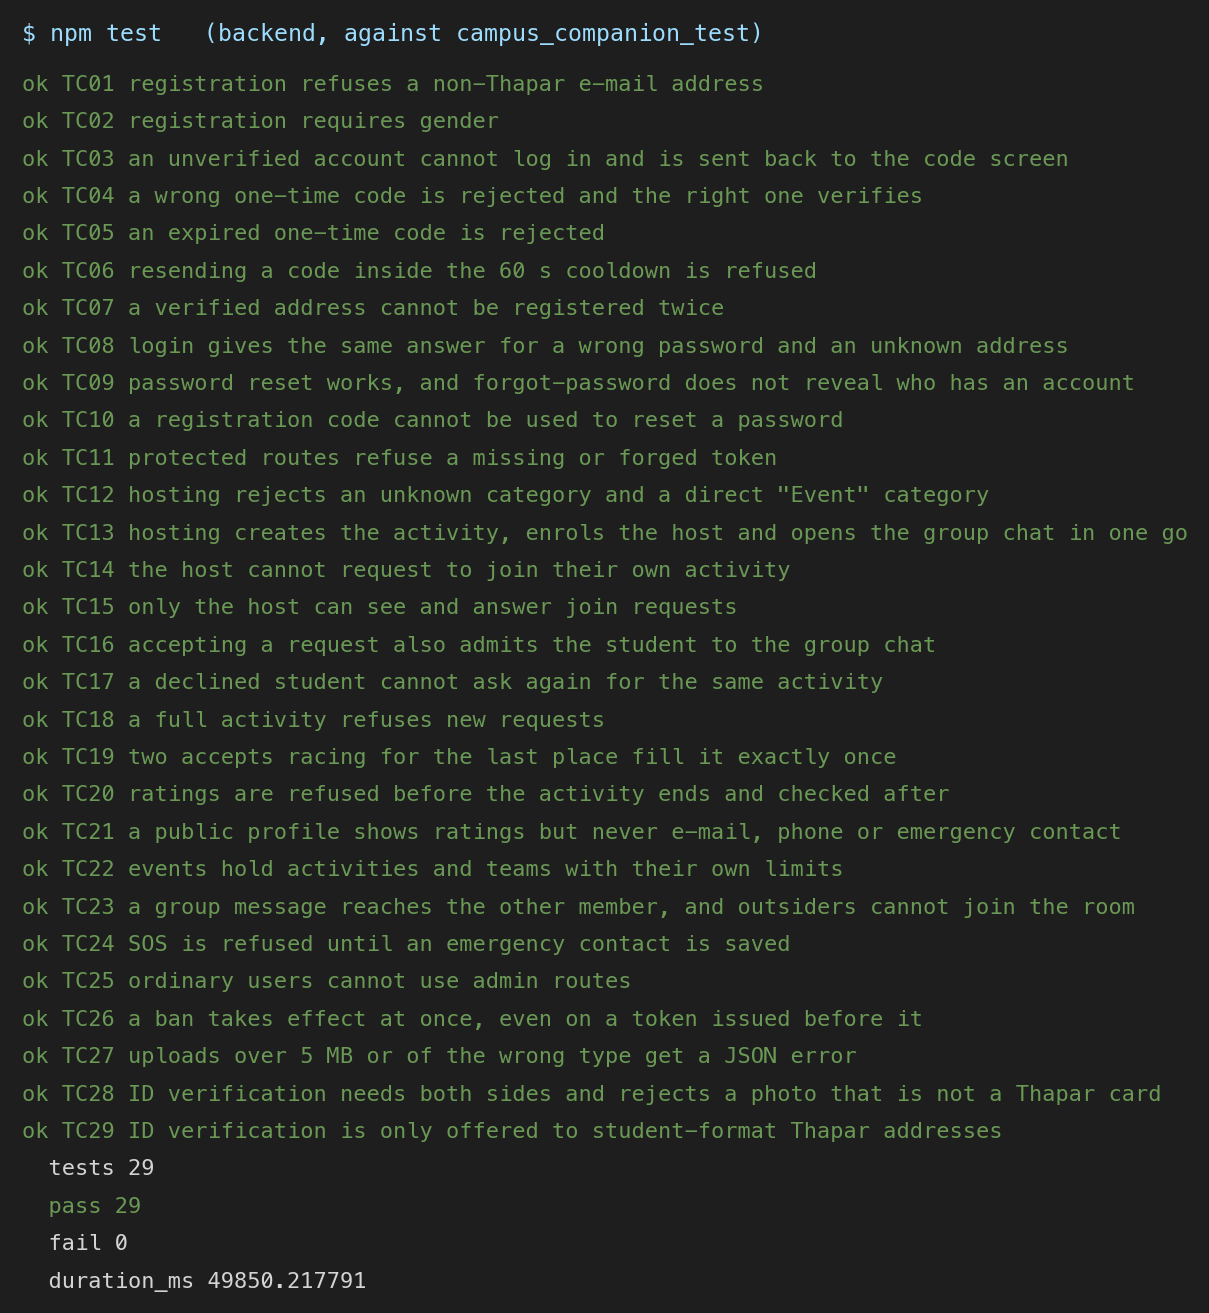 $ npm test   (backend, against campus_companion_test)
ok TC01 registration refuses a non−Thapar e−mail address
ok TC02 registration requires gender
ok TC03 an unverified account cannot log in and is sent back to the code screen
ok TC04 a wrong one−time code is rejected and the right one verifies
ok TC05 an expired one−time code is rejected
ok TC06 resending a code inside the 60 s cooldown is refused
ok TC07 a verified address cannot be registered twice
ok TC08 login gives the same answer for a wrong password and an unknown address
ok TC09 password reset works, and forgot−password does not reveal who has an account
ok TC10 a registration code cannot be used to reset a password
ok TC11 protected routes refuse a missing or forged token
ok TC12 hosting rejects an unknown category and a direct "Event" category
ok TC13 hosting creates the activity, enrols the host and opens the group chat in one go
ok TC14 the host cannot request to join their own activity
ok TC15 only the host can see and answer join requests
ok TC16 accepting a request also admits the student to the group chat
ok TC17 a declined student cannot ask again for the same activity
ok TC18 a full activity refuses new requests
ok TC19 two accepts racing for the last place fill it exactly once
ok TC20 ratings are refused before the activity ends and checked after
ok TC21 a public profile shows ratings but never e−mail, phone or emergency contact
ok TC22 events hold activities and teams with their own limits
ok TC23 a group message reaches the other member, and outsiders cannot join the room
ok TC24 SOS is refused until an emergency contact is saved
ok TC25 ordinary users cannot use admin routes
ok TC26 a ban takes effect at once, even on a token issued before it
ok TC27 uploads over 5 MB or of the wrong type get a JSON error
ok TC28 ID verification needs both sides and rejects a photo that is not a Thapar card
ok TC29 ID verification is only offered to student−format Thapar addresses
  tests 29
  pass 29
  fail 0
  duration_ms 49850.217791